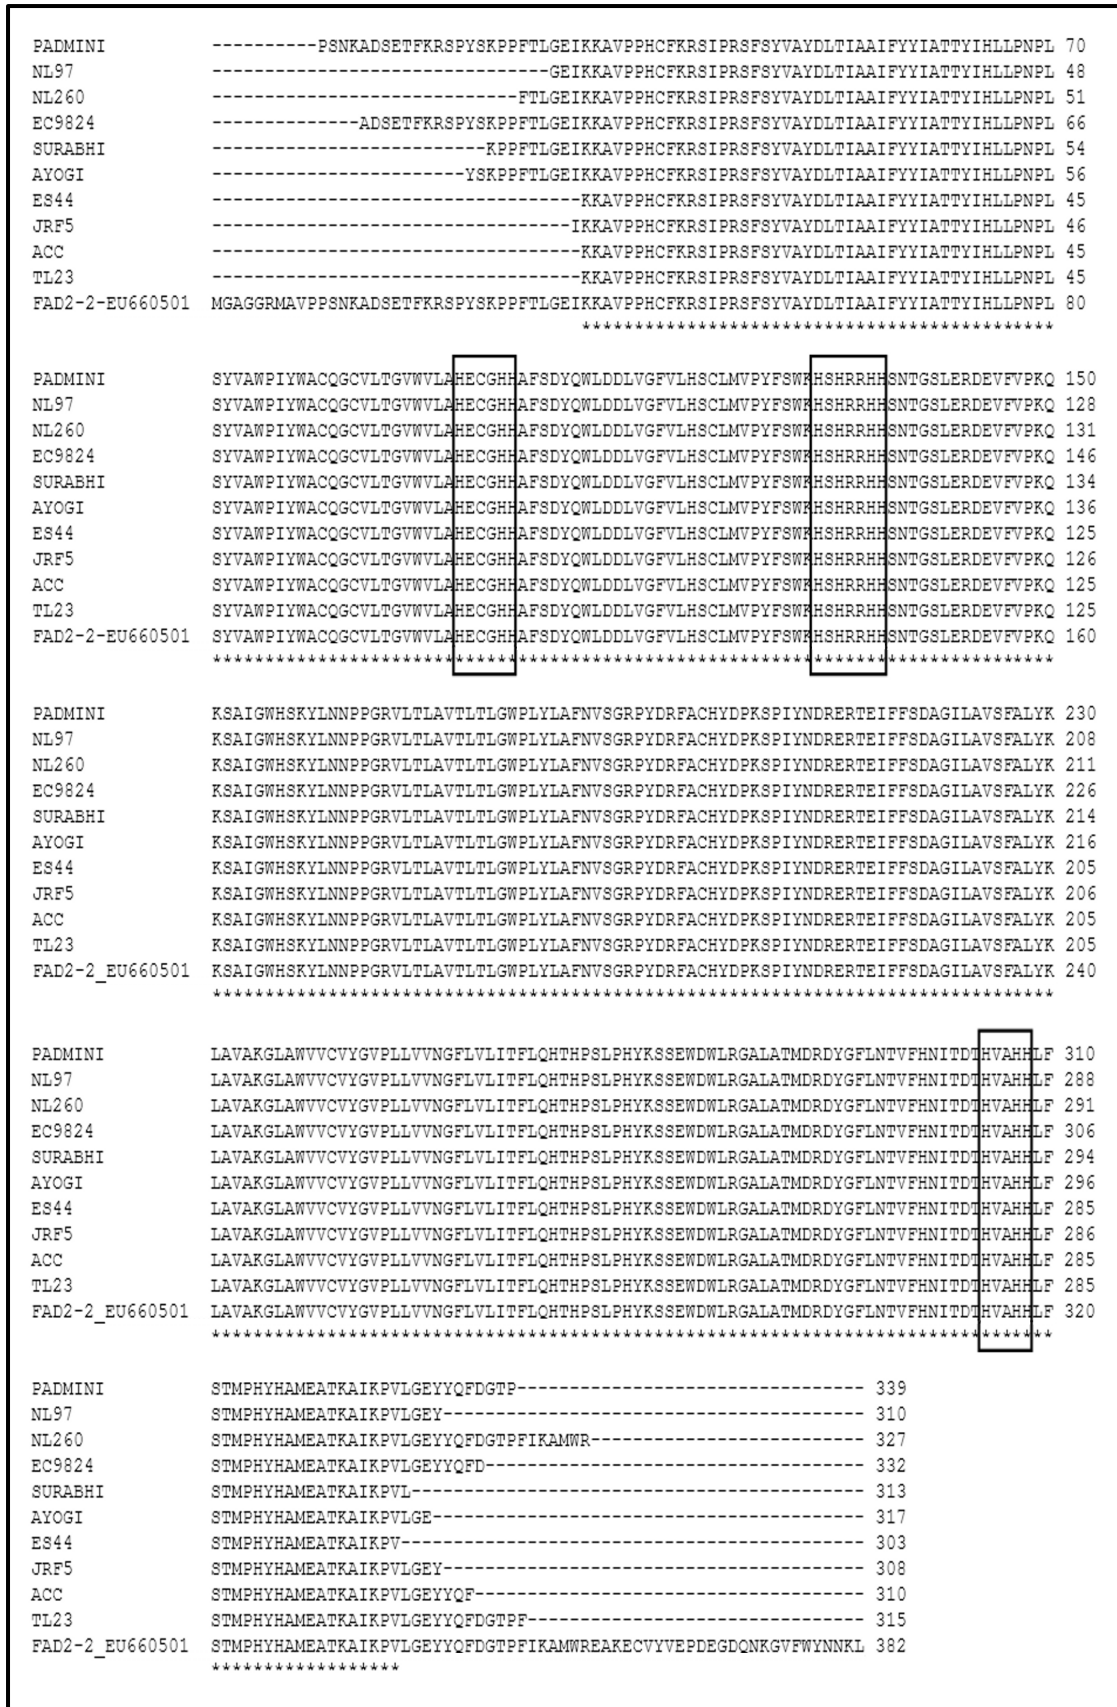 PADMINI ----------PSNKADSETFKRSPYSKPPFTLGEIKKAVPPHCFKRSIPRSFSYVAYDLTIAAIFYYIATTYIHLLPNPL 70
NL97 --------------------------------GEIKKAVPPHCFKRSIPRSFSYVAYDLTIAAIFYYIATTYIHLLPNPL 48
NL260 -----------------------------FTLGEIKKAVPPHCFKRSIPRSFSYVAYDLTIAAIFYYIATTYIHLLPNPL 51
EC9824 --------------ADSETFKRSPYSKPPFTLGEIKKAVPPHCFKRSIPRSFSYVAYDLTIAAIFYYIATTYIHLLPNPL 66
SURABHI --------------------------KPPFTLGEIKKAVPPHCFKRSIPRSFSYVAYDLTIAAIFYYIATTYIHLLPNPL 54
AYOGI ------------------------YSKPPFTLGEIKKAVPPHCFKRSIPRSFSYVAYDLTIAAIFYYIATTYIHLLPNPL 56
ES44 -----------------------------------KKAVPPHCFKRSIPRSFSYVAYDLTIAAIFYYIATTYIHLLPNPL 45
JRF5 ----------------------------------IKKAVPPHCFKRSIPRSFSYVAYDLTIAAIFYYIATTYIHLLPNPL 46
ACC -----------------------------------KKAVPPHCFKRSIPRSFSYVAYDLTIAAIFYYIATTYIHLLPNPL 45
TL23 -----------------------------------KKAVPPHCFKRSIPRSFSYVAYDLTIAAIFYYIATTYIHLLPNPL 45
FAD2-2-EU660501 MGAGGRMAVPPSNKADSETFKRSPYSKPPFTLGEIKKAVPPHCFKRSIPRSFSYVAYDLTIAAIFYYIATTYIHLLPNPL 80
*********************************************
PADMINI SYVAWPIYWACQGCVLTGVWVLAHECGHHAFSDYQWLDDLVGFVLHSCLMVPYFSWKHSHRRHHSNTGSLERDEVFVPKQ 150
NL97 SYVAWPIYWACQGCVLTGVWVLAHECGHHAFSDYQWLDDLVGFVLHSCLMVPYFSWKHSHRRHHSNTGSLERDEVFVPKQ 128
NL260 SYVAWPIYWACQGCVLTGVWVLAHECGHHAFSDYQWLDDLVGFVLHSCLMVPYFSWKHSHRRHHSNTGSLERDEVFVPKQ 131
EC9824 SYVAWPIYWACQGCVLTGVWVLAHECGHHAFSDYQWLDDLVGFVLHSCLMVPYFSWKHSHRRHHSNTGSLERDEVFVPKQ 146
SURABHI SYVAWPIYWACQGCVLTGVWVLAHECGHHAFSDYQWLDDLVGFVLHSCLMVPYFSWKHSHRRHHSNTGSLERDEVFVPKQ 134
AYOGI SYVAWPIYWACQGCVLTGVWVLAHECGHHAFSDYQWLDDLVGFVLHSCLMVPYFSWKHSHRRHHSNTGSLERDEVFVPKQ 136
ES44 SYVAWPIYWACQGCVLTGVWVLAHECGHHAFSDYQWLDDLVGFVLHSCLMVPYFSWKHSHRRHHSNTGSLERDEVFVPKQ 125
JRF5 SYVAWPIYWACQGCVLTGVWVLAHECGHHAFSDYQWLDDLVGFVLHSCLMVPYFSWKHSHRRHHSNTGSLERDEVFVPKQ 126
ACC SYVAWPIYWACQGCVLTGVWVLAHECGHHAFSDYQWLDDLVGFVLHSCLMVPYFSWKHSHRRHHSNTGSLERDEVFVPKQ 125
TL23 SYVAWPIYWACQGCVLTGVWVLAHECGHHAFSDYQWLDDLVGFVLHSCLMVPYFSWKHSHRRHHSNTGSLERDEVFVPKQ 125
FAD2-2-EU660501 SYVAWPIYWACQGCVLTGVWVLAHECGHHAFSDYQWLDDLVGFVLHSCLMVPYFSWKHSHRRHHSNTGSLERDEVFVPKQ 160
********************************************************************************
PADMINI KSAIGWHSKYLNNPPGRVLTLAVTLTLGWPLYLAFNVSGRPYDRFACHYDPKSPIYNDRERTEIFFSDAGILAVSFALYK 230
NL97 KSAIGWHSKYLNNPPGRVLTLAVTLTLGWPLYLAFNVSGRPYDRFACHYDPKSPIYNDRERTEIFFSDAGILAVSFALYK 208
NL260 KSAIGWHSKYLNNPPGRVLTLAVTLTLGWPLYLAFNVSGRPYDRFACHYDPKSPIYNDRERTEIFFSDAGILAVSFALYK 211
EC9824 KSAIGWHSKYLNNPPGRVLTLAVTLTLGWPLYLAFNVSGRPYDRFACHYDPKSPIYNDRERTEIFFSDAGILAVSFALYK 226
SURABHI KSAIGWHSKYLNNPPGRVLTLAVTLTLGWPLYLAFNVSGRPYDRFACHYDPKSPIYNDRERTEIFFSDAGILAVSFALYK 214
AYOGI KSAIGWHSKYLNNPPGRVLTLAVTLTLGWPLYLAFNVSGRPYDRFACHYDPKSPIYNDRERTEIFFSDAGILAVSFALYK 216
ES44 KSAIGWHSKYLNNPPGRVLTLAVTLTLGWPLYLAFNVSGRPYDRFACHYDPKSPIYNDRERTEIFFSDAGILAVSFALYK 205
JRF5 KSAIGWHSKYLNNPPGRVLTLAVTLTLGWPLYLAFNVSGRPYDRFACHYDPKSPIYNDRERTEIFFSDAGILAVSFALYK 206
ACC KSAIGWHSKYLNNPPGRVLTLAVTLTLGWPLYLAFNVSGRPYDRFACHYDPKSPIYNDRERTEIFFSDAGILAVSFALYK 205
TL23 KSAIGWHSKYLNNPPGRVLTLAVTLTLGWPLYLAFNVSGRPYDRFACHYDPKSPIYNDRERTEIFFSDAGILAVSFALYK 205
FAD2-2_EU660501 KSAIGWHSKYLNNPPGRVLTLAVTLTLGWPLYLAFNVSGRPYDRFACHYDPKSPIYNDRERTEIFFSDAGILAVSFALYK 240
********************************************************************************
PADMINI LAVAKGLAWVVCVYGVPLLVVNGFLVLITFLQHTHPSLPHYKSSEWDWLRGALATMDRDYGFLNTVFHNITDTHVAHHLF 310
NL97 LAVAKGLAWVVCVYGVPLLVVNGFLVLITFLQHTHPSLPHYKSSEWDWLRGALATMDRDYGFLNTVFHNITDTHVAHHLF 288
NL260 LAVAKGLAWVVCVYGVPLLVVNGFLVLITFLQHTHPSLPHYKSSEWDWLRGALATMDRDYGFLNTVFHNITDTHVAHHLF 291
EC9824 LAVAKGLAWVVCVYGVPLLVVNGFLVLITFLQHTHPSLPHYKSSEWDWLRGALATMDRDYGFLNTVFHNITDTHVAHHLF 306
SURABHI LAVAKGLAWVVCVYGVPLLVVNGFLVLITFLQHTHPSLPHYKSSEWDWLRGALATMDRDYGFLNTVFHNITDTHVAHHLF 294
AYOGI LAVAKGLAWVVCVYGVPLLVVNGFLVLITFLQHTHPSLPHYKSSEWDWLRGALATMDRDYGFLNTVFHNITDTHVAHHLF 296
ES44 LAVAKGLAWVVCVYGVPLLVVNGFLVLITFLQHTHPSLPHYKSSEWDWLRGALATMDRDYGFLNTVFHNITDTHVAHHLF 285
JRF5 LAVAKGLAWVVCVYGVPLLVVNGFLVLITFLQHTHPSLPHYKSSEWDWLRGALATMDRDYGFLNTVFHNITDTHVAHHLF 286
ACC LAVAKGLAWVVCVYGVPLLVVNGFLVLITFLQHTHPSLPHYKSSEWDWLRGALATMDRDYGFLNTVFHNITDTHVAHHLF 285
TL23 LAVAKGLAWVVCVYGVPLLVVNGFLVLITFLQHTHPSLPHYKSSEWDWLRGALATMDRDYGFLNTVFHNITDTHVAHHLF 285
FAD2-2_EU660501 LAVAKGLAWVVCVYGVPLLVVNGFLVLITFLQHTHPSLPHYKSSEWDWLRGALATMDRDYGFLNTVFHNITDTHVAHHLF 320
********************************************************************************
PADMINI STMPHYHAMEATKAIKPVLGEYYQFDGTP--------------------------------- 339
NL97 STMPHYHAMEATKAIKPVLGEY---------------------------------------- 310
NL260 STMPHYHAMEATKAIKPVLGEYYQFDGTPFIKAMWR-------------------------- 327
EC9824 STMPHYHAMEATKAIKPVLGEYYQFD------------------------------------ 332
SURABHI STMPHYHAMEATKAIKPVL------------------------------------------- 313
AYOGI STMPHYHAMEATKAIKPVLGE----------------------------------------- 317
ES44 STMPHYHAMEATKAIKPV-------------------------------------------- 303
JRF5 STMPHYHAMEATKAIKPVLGEY---------------------------------------- 308
ACC STMPHYHAMEATKAIKPVLGEYYQF------------------------------------- 310
TL23 STMPHYHAMEATKAIKPVLGEYYQFDGTPF-------------------------------- 315
FAD2-2_EU660501 STMPHYHAMEATKAIKPVLGEYYQFDGTPFIKAMWREAKECVYVEPDEGDQNKGVFWYNNKL 382
******************